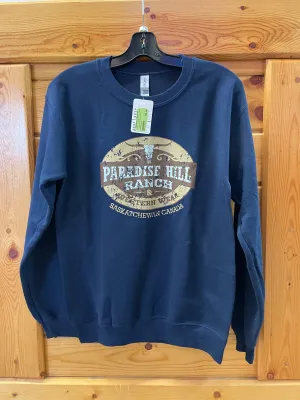 PARADISE HILL
RANCH
&
WESTERN WEAR
SASKATCHEWAN CANADA